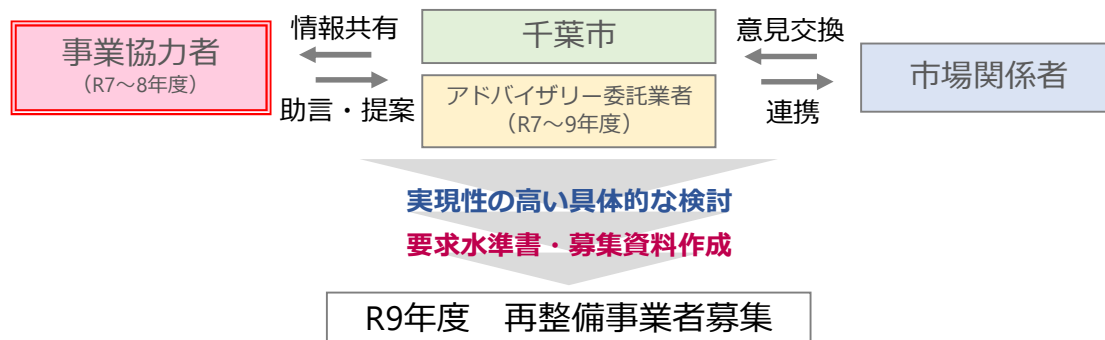 事業協力者
（R7～8年度）
情報共有
助言・提案
千葉市
アドバイザリー委託業者
（R7～9年度）
意見交換
連携
市場関係者
実現性の高い具体的な検討
要求水準書・募集資料作成
R9年度　再整備事業者募集